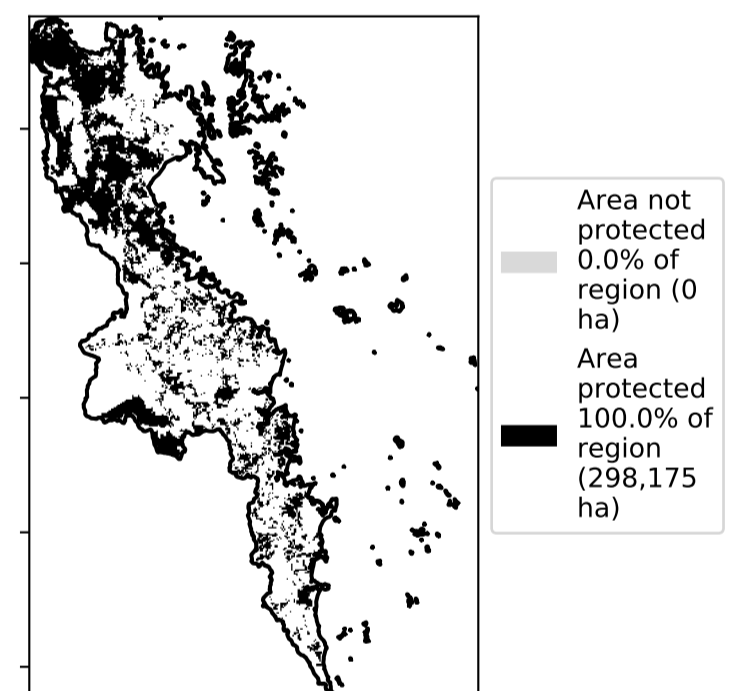 Area not
protected
0.0% of
region (0
ha)
Area
protected
100.0% of
region
(298,175
ha)